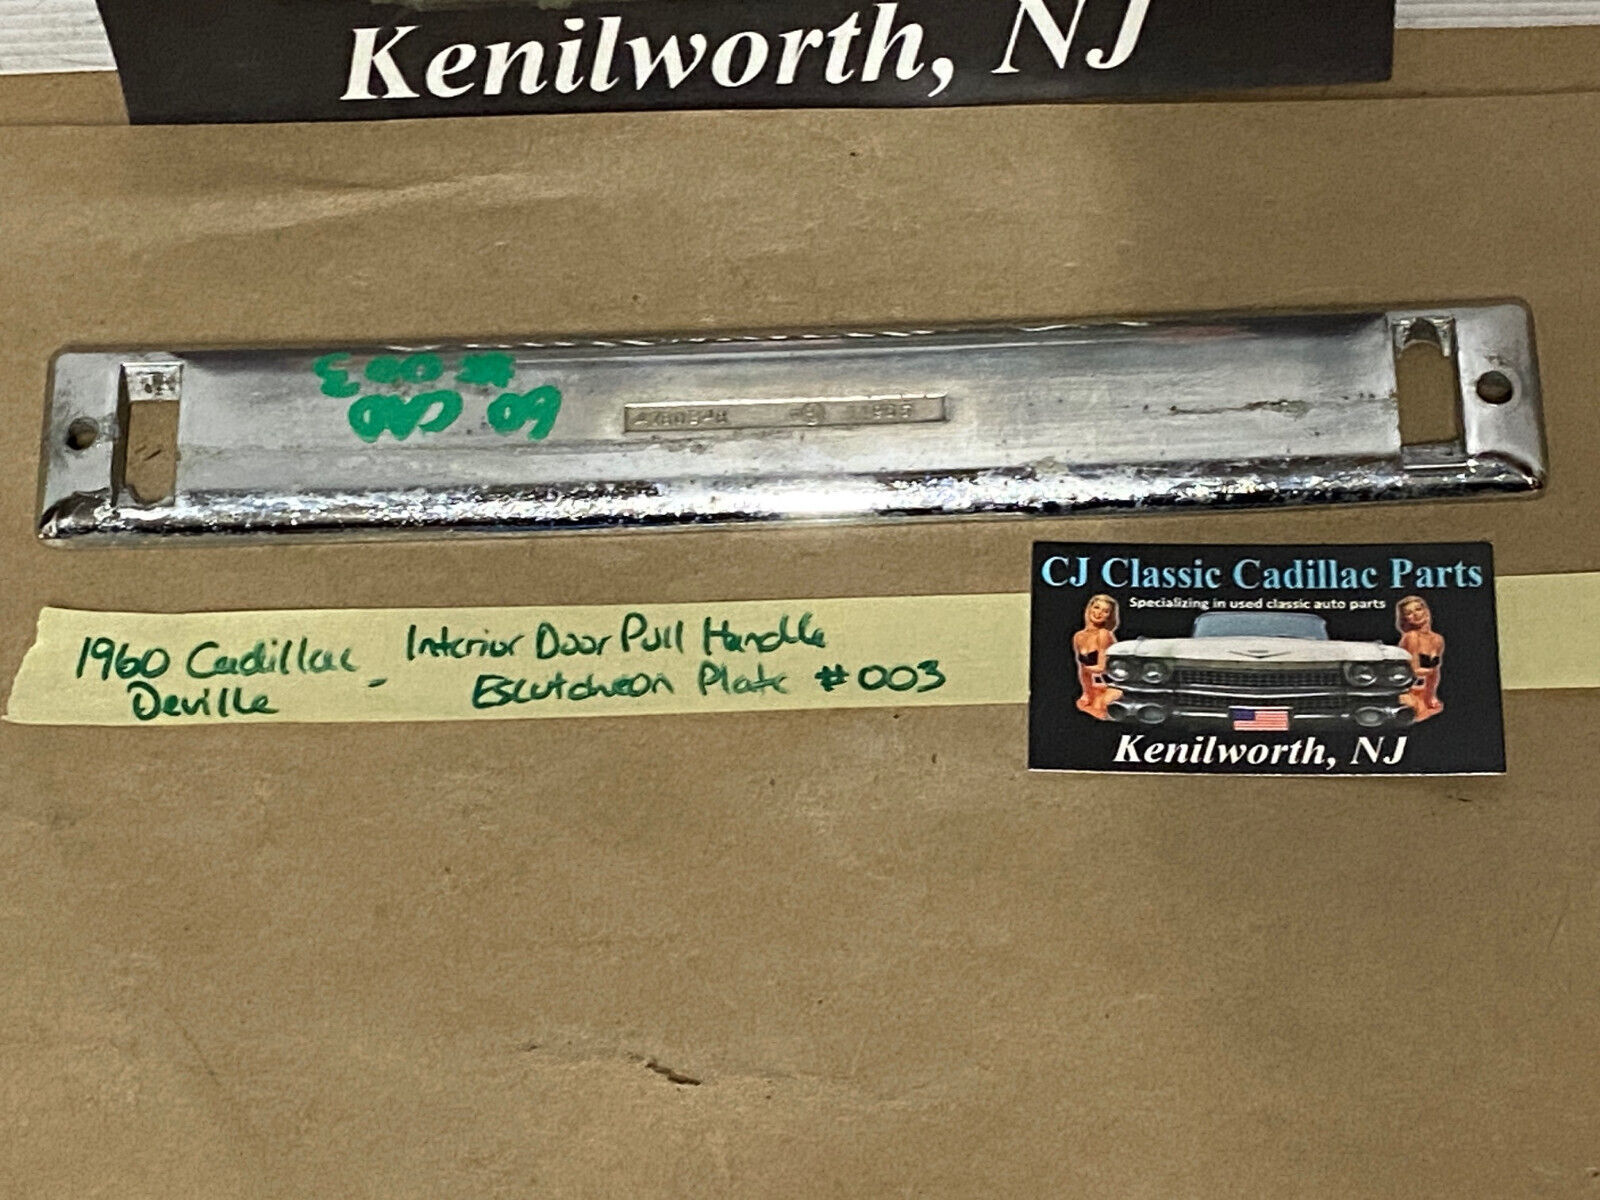 Kenilworth, NJ
60 CAD
#003
1960 Cadillac - Interior Door Pull Handle
Deville Escutcheon Plate #003
CJ Classic Cadillac Parts
Specializing in used classic auto parts
Kenilworth, NJ